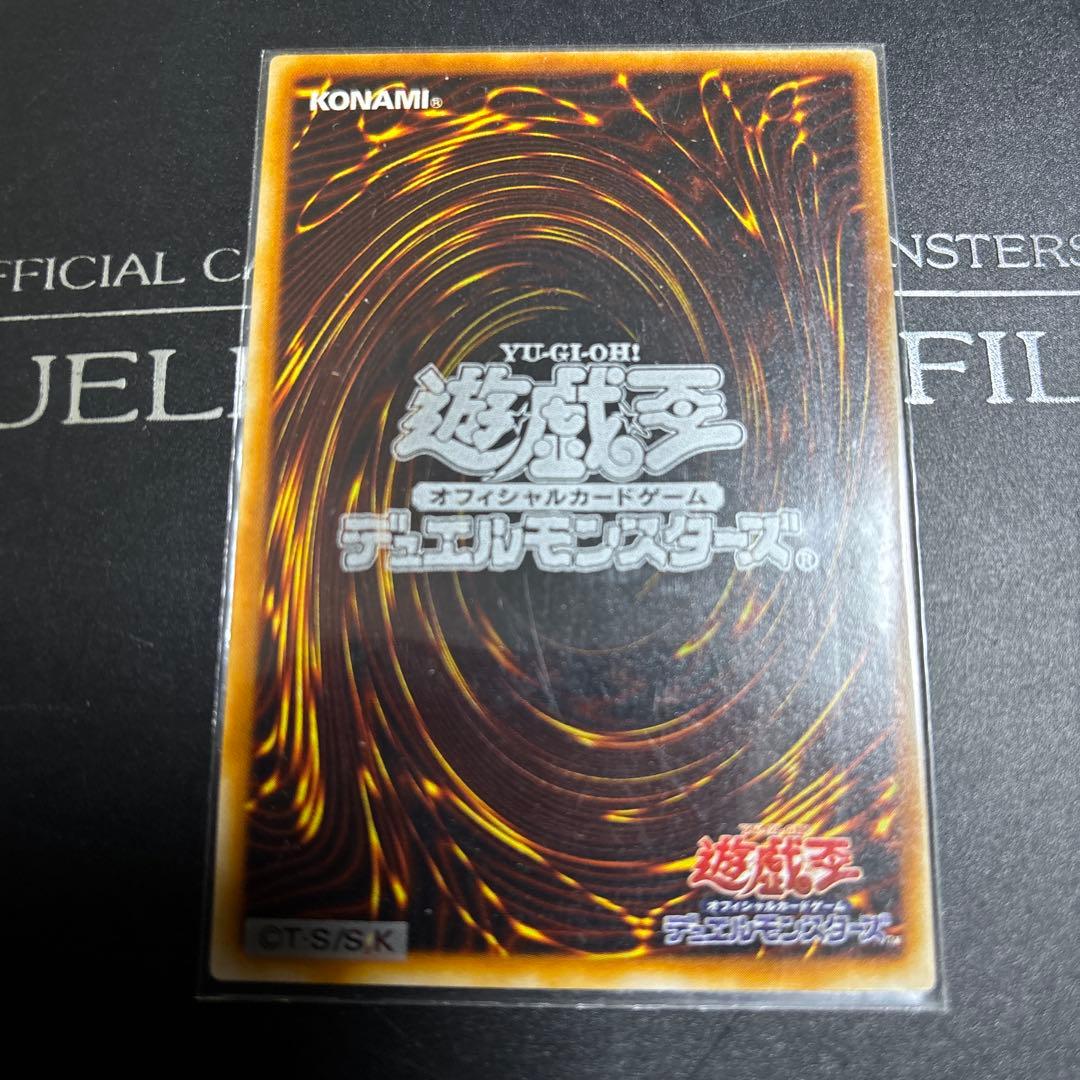 KONAMI®
OFFICIAL CA
NSTERS
UEL
FIL
YU-GI-OH!
遊戯王
オフィシャルカードゲーム
デュエルモンスターズ®
遊戯王
オフィシャルカードゲーム
デュエルモンスターズ™
©T·S/S,K